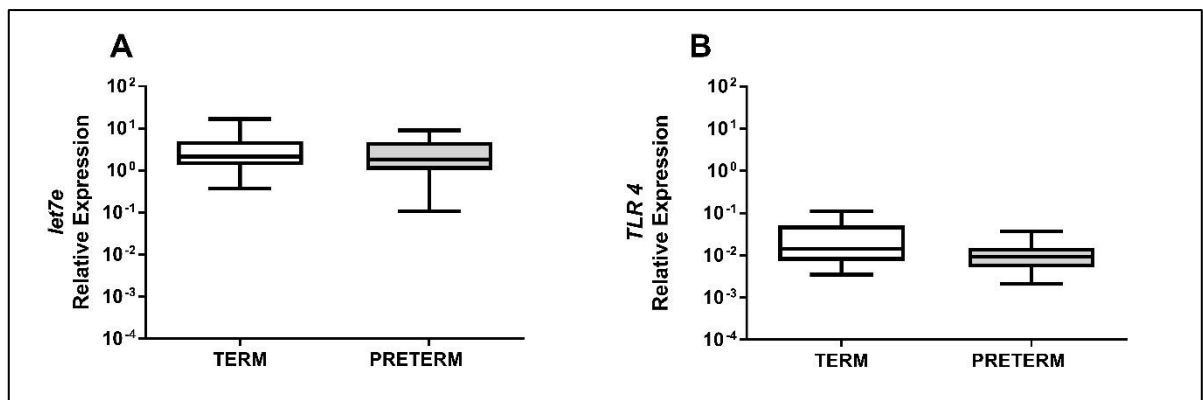 A
let7e
Relative Expression
10²
10¹
10⁰
10⁻¹
10⁻²
10⁻³
10⁻⁴
TERM PRETERM
B
TLR 4
Relative Expression
10²
10¹
10⁰
10⁻¹
10⁻²
10⁻³
10⁻⁴
TERM PRETERM